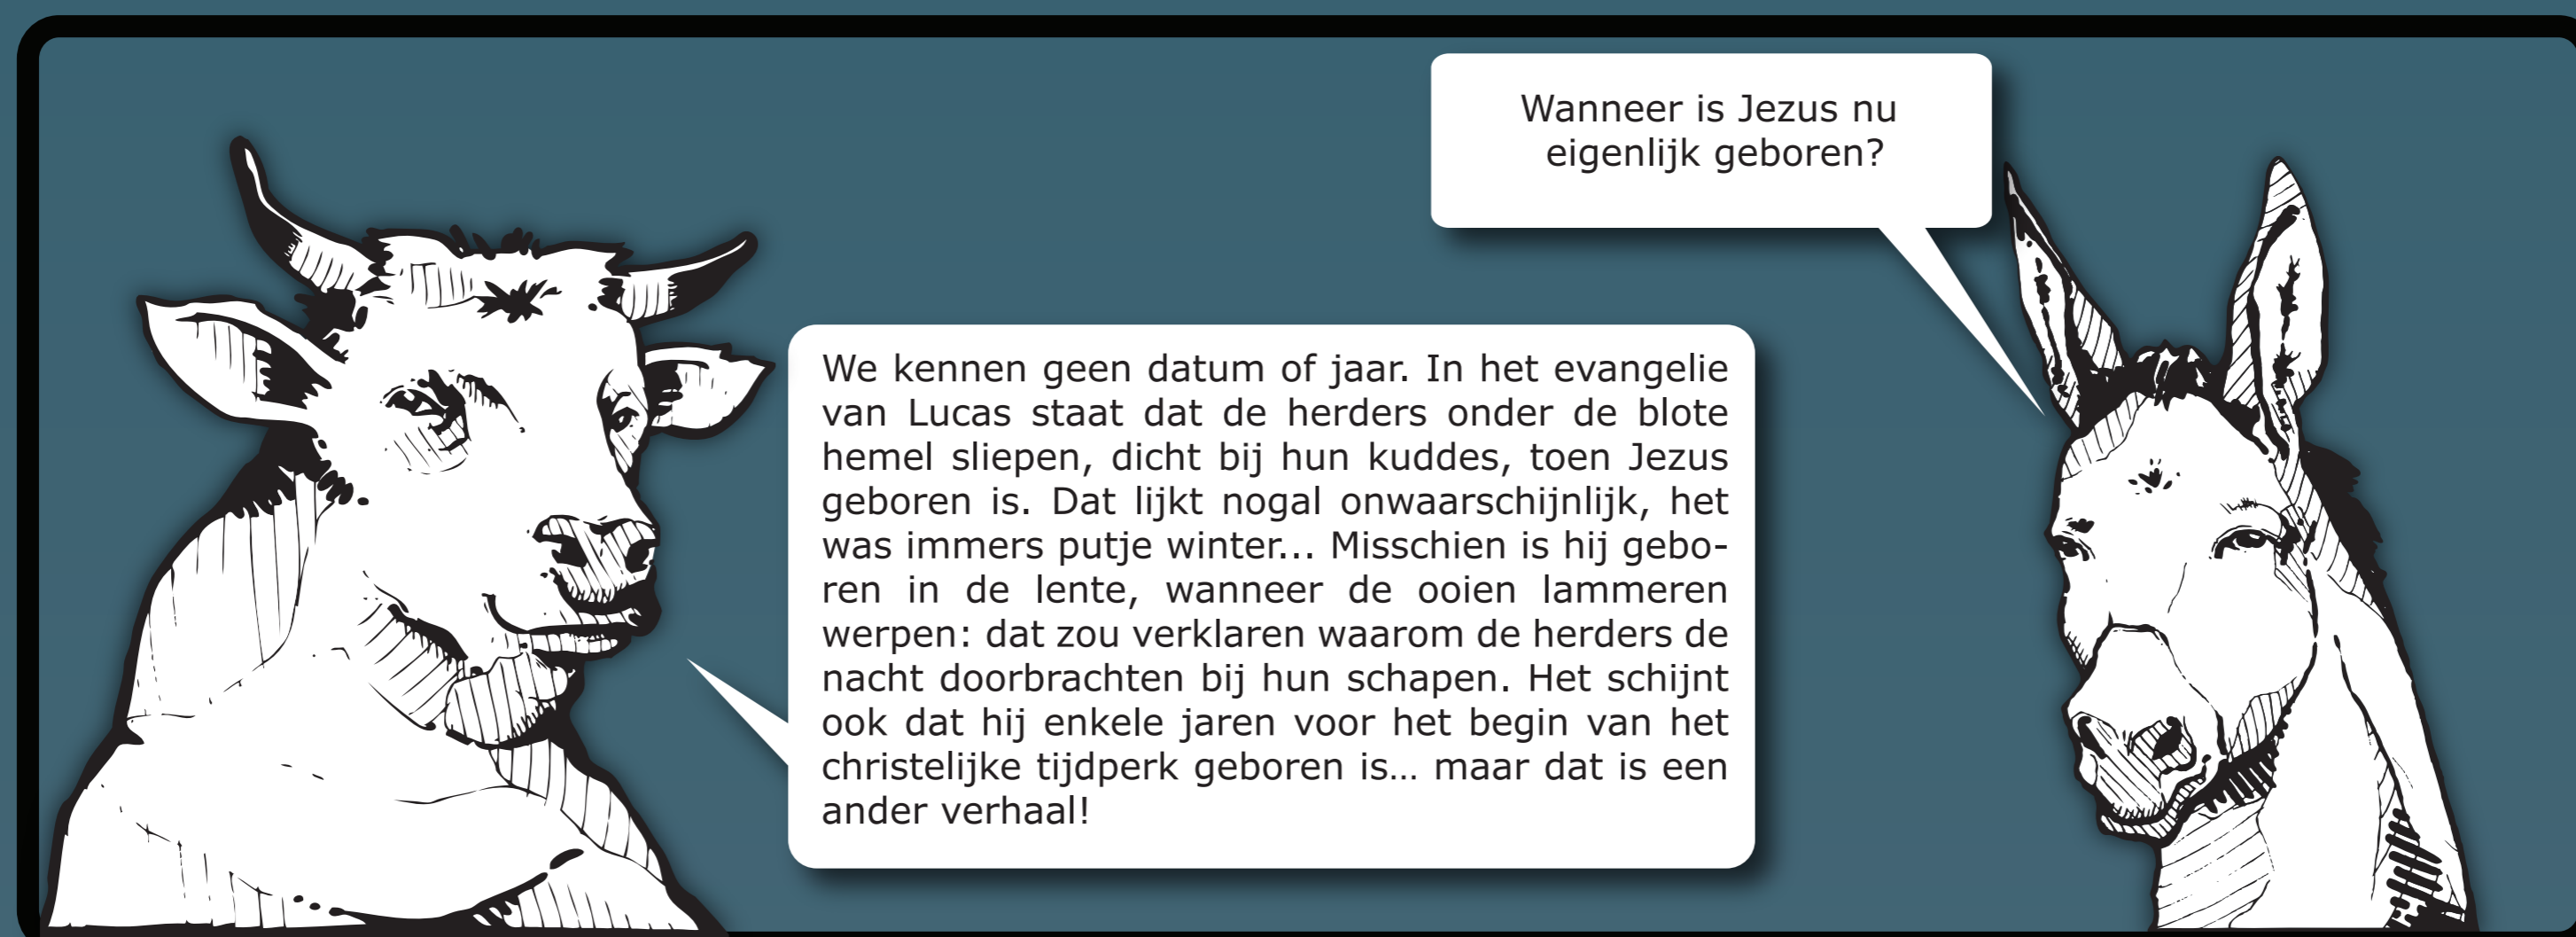 Wanneer is Jezus nu
eigenlijk geboren?
We kennen geen datum of jaar. In het evangelie
van Lucas staat dat de herders onder de blote
hemel sliepen, dicht bij hun kuddes, toen Jezus
geboren is. Dat lijkt nogal onwaarschijnlijk, het
was immers putje winter... Misschien is hij gebo-
ren in de lente, wanneer de ooien lammeren
werpen: dat zou verklaren waarom de herders de
nacht doorbrachten bij hun schapen. Het schijnt
ook dat hij enkele jaren voor het begin van het
christelijke tijdperk geboren is… maar dat is een
ander verhaal!